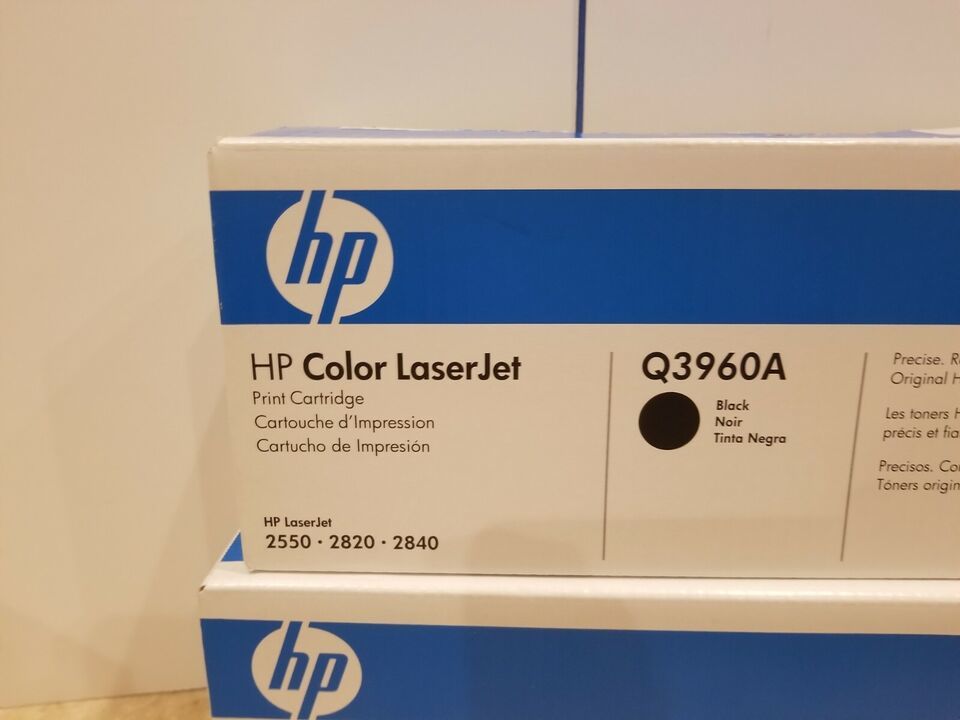 hp
HP Color LaserJet
Print Cartridge
Cartouche d'Impression
Cartucho de Impresión
HP LaserJet
2550 · 2820 · 2840
Q3960A
Black
Noir
Tinta Negra
Precise.
Original
Les toners
précis et
Precisos.
Tóners
hp